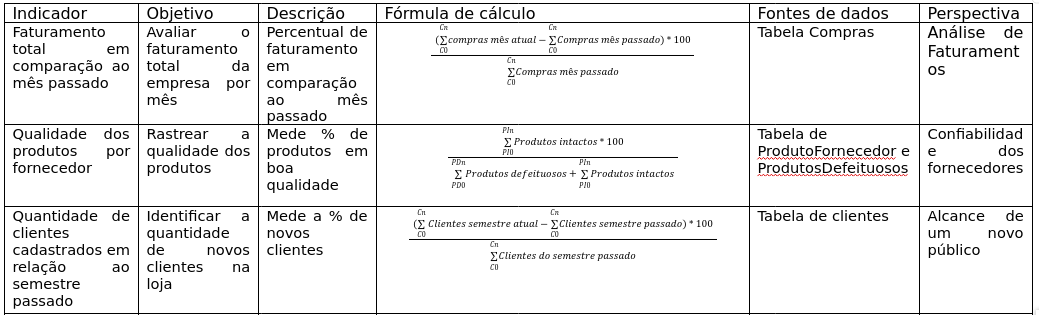 Indicador Objetivo Descrição Fórmula de cálculo Fontes de dados Perspectiva
Faturamento
total em
comparação ao
mês passado
Avaliar o
faturamento
total da
empresa por
mês
Percentual de
faturamento
em
comparação
ao mês
passado
Cn Cn
(∑compras mês atual − ∑Compras mês passado) * 100
C0 C0
Cn
∑Compras mês passado
C0
Tabela Compras
Análise de
Faturament
os
Qualidade dos
produtos por
fornecedor
Rastrear a
qualidade dos
produtos
Mede % de
produtos em
boa
qualidade
PIn
∑Produtos intactos * 100
PI0
PDn PIn
∑Produtos defeituosos + ∑Produtos intactos
PD0 PI0
Tabela de
ProdutoFornecedor e
ProdutosDefeituosos
Confiabilidad
e dos
fornecedores
Quantidade de
clientes
cadastrados em
relação ao
semestre
passado
Identificar a
quantidade
de novos
clientes na
loja
Mede a % de
novos
clientes
Cn Cn
(∑ Clientes semestre atual − ∑Clientes semestre passado) * 100
C0 C0
Cn
∑Clientes do semestre passado
C0
Tabela de clientes
Alcance de
um novo
público